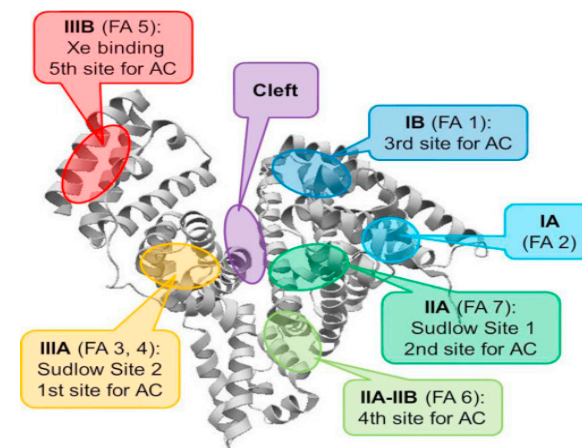 IIIB (FA 5):
Xe binding
5th site for AC
Cleft
IB (FA 1):
3rd site for AC
IA
(FA 2)
IIIA (FA 3, 4):
Sudlow Site 2
1st site for AC
IIA (FA 7):
Sudlow Site 1
2nd site for AC
IIA-IIB (FA 6):
4th site for AC